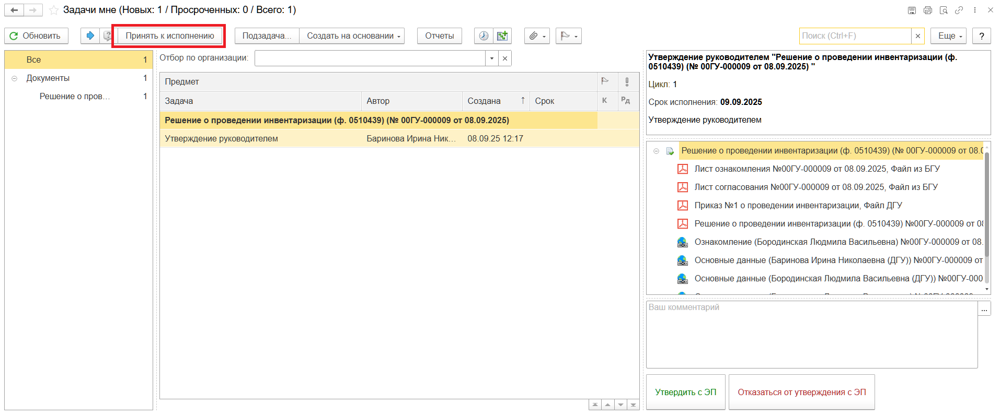 Задачи мне (Новых: 1 / Просроченных: 0 / Всего: 1)
Обновить
Принять к исполнению
Подзадача...
Создать на основании
Отчеты
Поиск (Ctrl+F)
Еще
?
Все 1
Документы 1
Решение о пров... 1
Отбор по организации:
Предмет
Задача Автор Создана ↑ Срок К РД
Решение о проведении инвентаризации (ф. 0510439) (№ 00ГУ-000009 от 08.09.2025)
Утверждение руководителем Баринова Ирина Ник... 08.09.25 12:17
Утверждение руководителем "Решение о проведении инвентаризации (ф.
0510439) (№ 00ГУ-000009 от 08.09.2025) "
Цикл: 1
Срок исполнения: 09.09.2025
Утверждение руководителем
Решение о проведении инвентаризации (ф. 0510439) (№ 00ГУ-000009 от 08.0
Лист ознакомления №00ГУ-000009 от 08.09.2025, Файл из БГУ
Лист согласования №00ГУ-000009 от 08.09.2025, Файл из БГУ
Приказ №1 о проведении инвентаризации, Файл ДГУ
Решение о проведении инвентаризации (ф. 0510439) №00ГУ-000009 от 08
Ознакомление (Бородинская Людмила Васильевна) №00ГУ-000009 от 08.
Основные данные (Баринова Ирина Николаевна (ДГУ)) №00ГУ-000009 от
Основные данные (Бородинская Людмила Васильевна (ДГУ)) №00ГУ-000
Ваш комментарий
...
Утвердить с ЭП
Отказаться от утверждения с ЭП